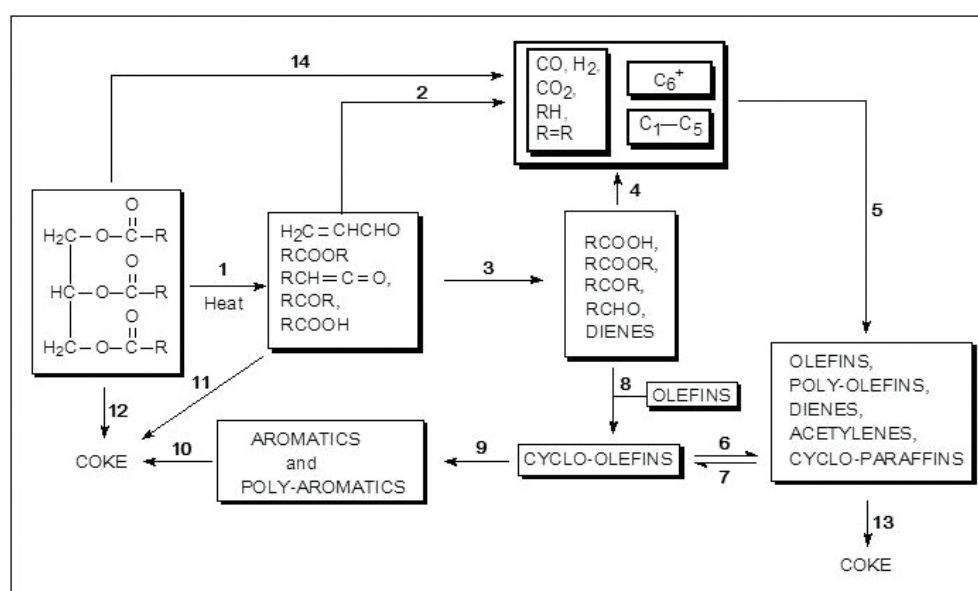 14
2
CO, H2,
CO2,
RH,
R=R
C6+
C1—C5
4
5
O
H2C–O–C–R
O
HC–O–C–R
O
H2C–O–C–R
1
Heat
H2C=CHCHO
RCOOR
RCH=C=O,
RCOR,
RCOOH
3
RCOOH,
RCOOR,
RCOR,
RCHO,
DIENES
11
12
8
OLEFINS
OLEFINS,
POLY-OLEFINS,
DIENES,
ACETYLENES,
CYCLO-PARAFFINS
COKE
10
AROMATICS
and
POLY-AROMATICS
9
CYCLO-OLEFINS
6
7
13
COKE